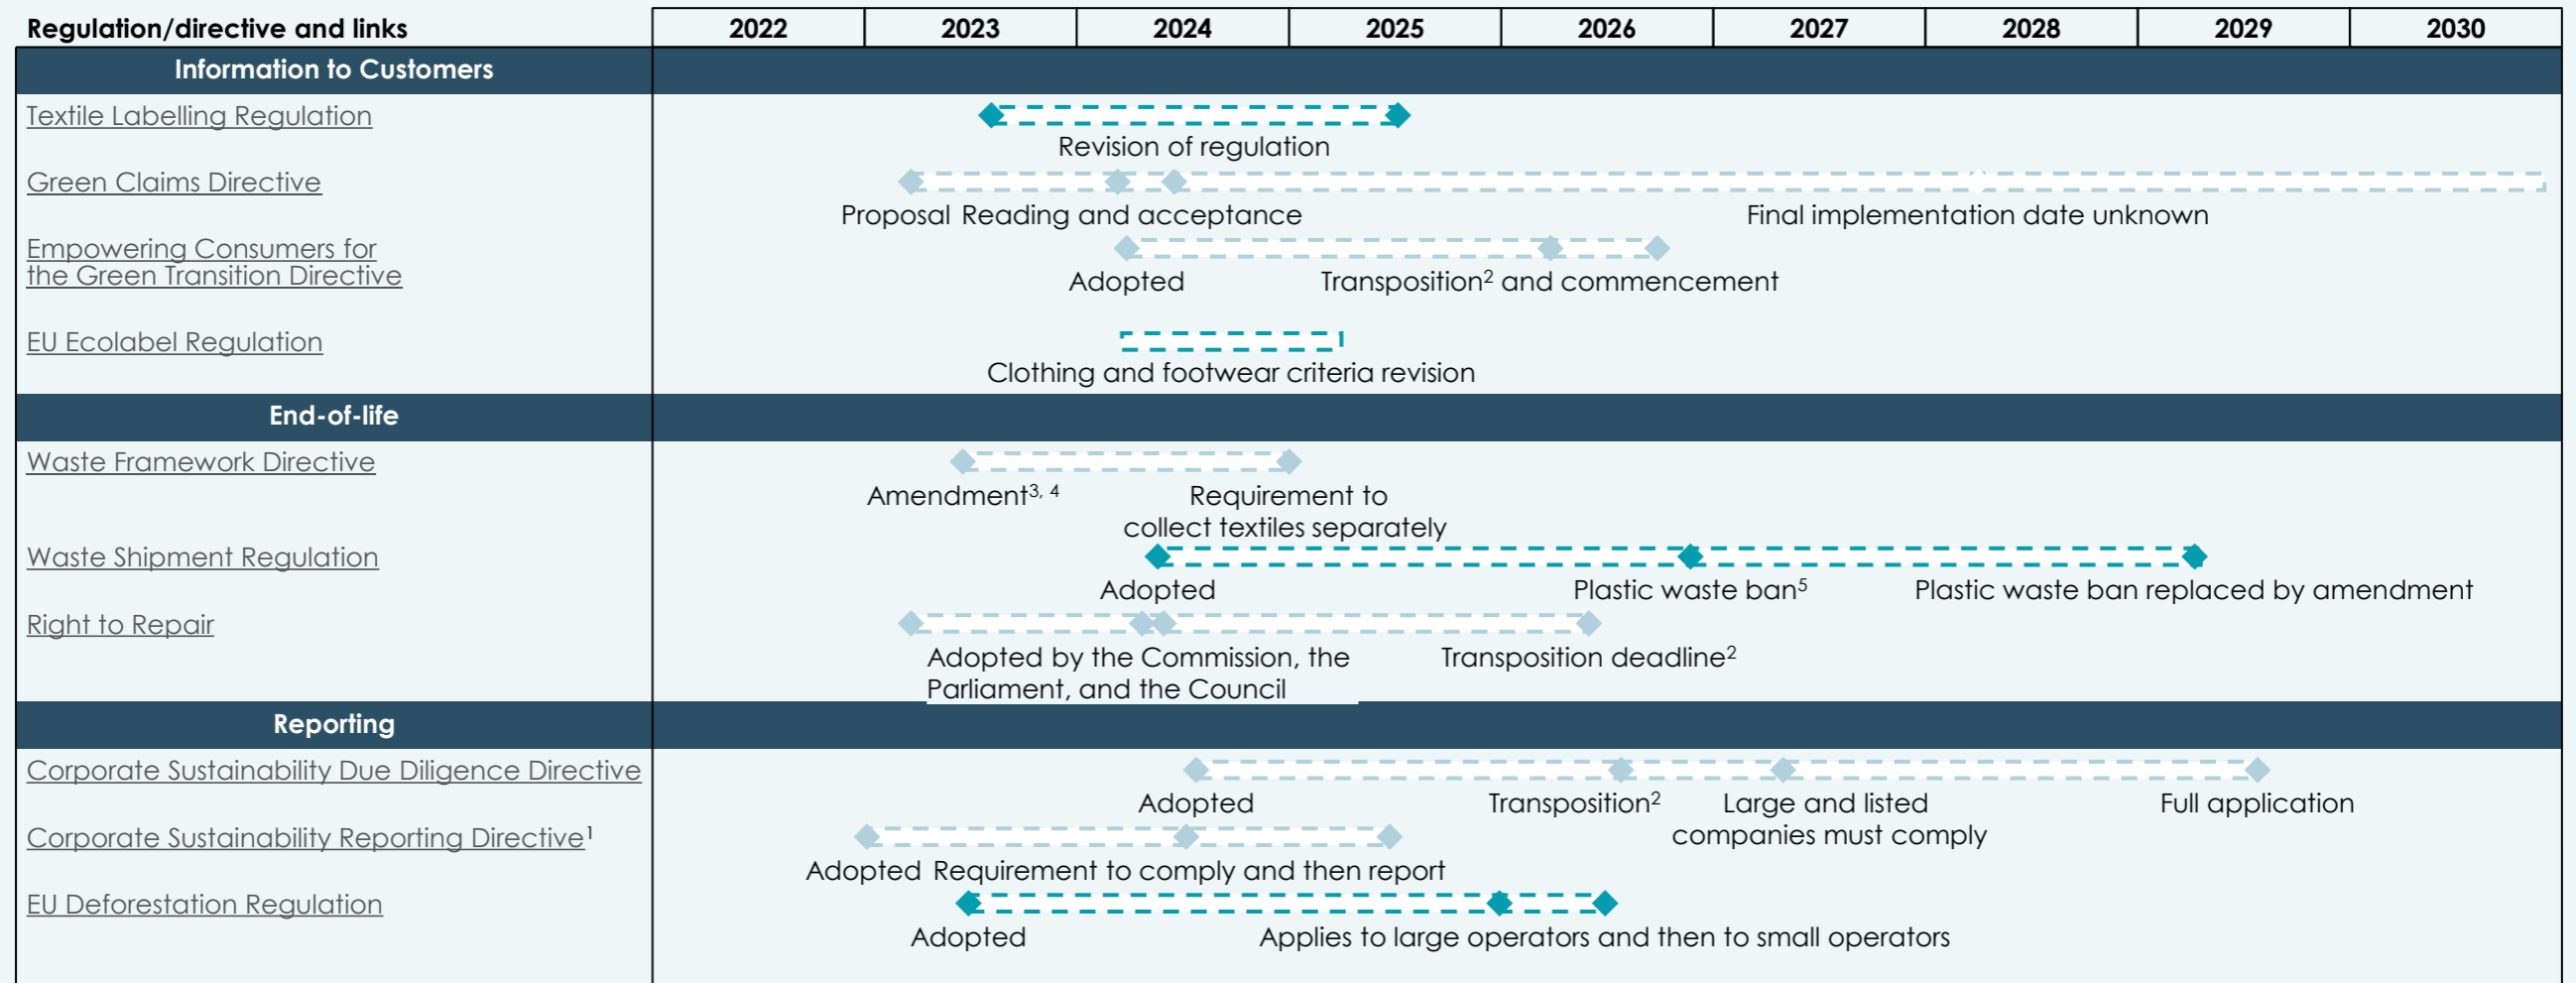 Regulation/directive and links 2022 2023 2024 2025 2026 2027 2028 2029 2030
Information to Customers
Textile Labelling Regulation
Revision of regulation
Green Claims Directive
Proposal Reading and acceptance Final implementation date unknown
Empowering Consumers for
the Green Transition Directive
Adopted Transposition² and commencement
EU Ecolabel Regulation
Clothing and footwear criteria revision
End-of-life
Waste Framework Directive
Amendment³, ⁴ Requirement to
collect textiles separately
Waste Shipment Regulation
Adopted Plastic waste ban⁵ Plastic waste ban replaced by amendment
Right to Repair
Adopted by the Commission, the Transposition deadline²
Parliament, and the Council
Reporting
Corporate Sustainability Due Diligence Directive
Adopted Transposition² Large and listed Full application
companies must comply
Corporate Sustainability Reporting Directive¹
Adopted Requirement to comply and then report
EU Deforestation Regulation
Adopted Applies to large operators and then to small operators